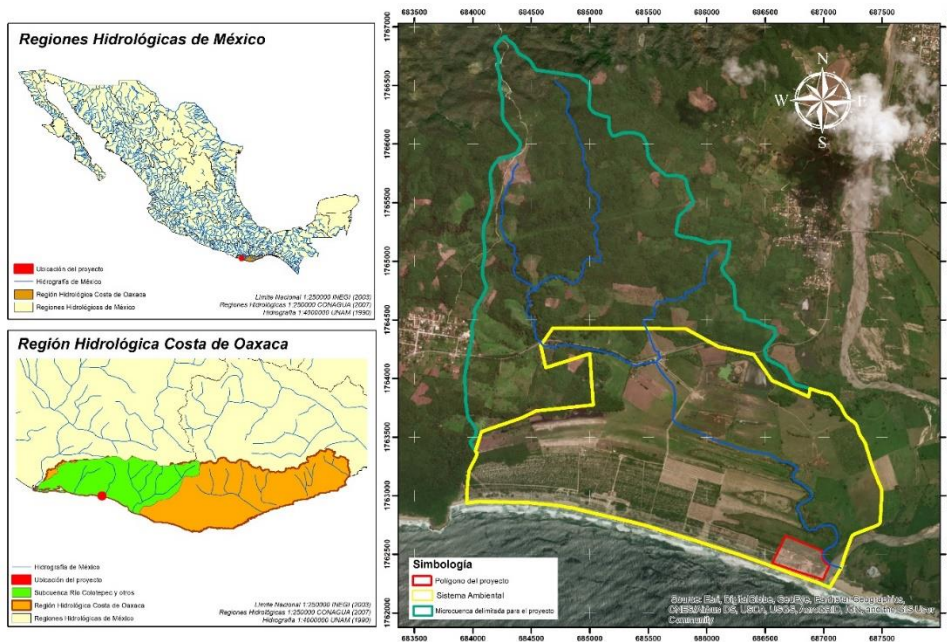 Regiones Hidrológicas de México
Ubicación del proyecto
Hidrografía de México
Región Hidrológica Costa de Oaxaca
Regiones Hidrológicas de México
Límite Nacional 1:250000 INEGI (2003)
Regiones Hidrológicas 1:250000 CONAGUA (2007)
Hidrografía 1:4000000 UNAM (1990)
Región Hidrológica Costa de Oaxaca
Hidrografía de México
Ubicación del proyecto
Subcuenca Río Colotepec y otros
Región Hidrológica Costa de Oaxaca
Regiones Hidrológicas de México
Límite Nacional 1:250000 INEGI (2003)
Regiones Hidrológicas 1:250000 CONAGUA (2007)
Hidrografía 1:4000000 UNAM (1990)
683500 684000 684500 685000 685500 686000 686500 687000 687500
1767000
1766500
1766000
1765500
1765000
1764500
1764000
1763500
1763000
1762500
1762000
N
W E
S
Simbología
Polígono del proyecto
Sistema Ambiental
Microcuenca delimitada para el proyecto
Source: Esri, DigitalGlobe, GeoEye, Earthstar Geographics,
CNES/Airbus DS, USDA, USGS, AeroGRID, IGN, and the GIS User
Community
683500 684000 684500 685000 685500 686000 686500 687000 687500